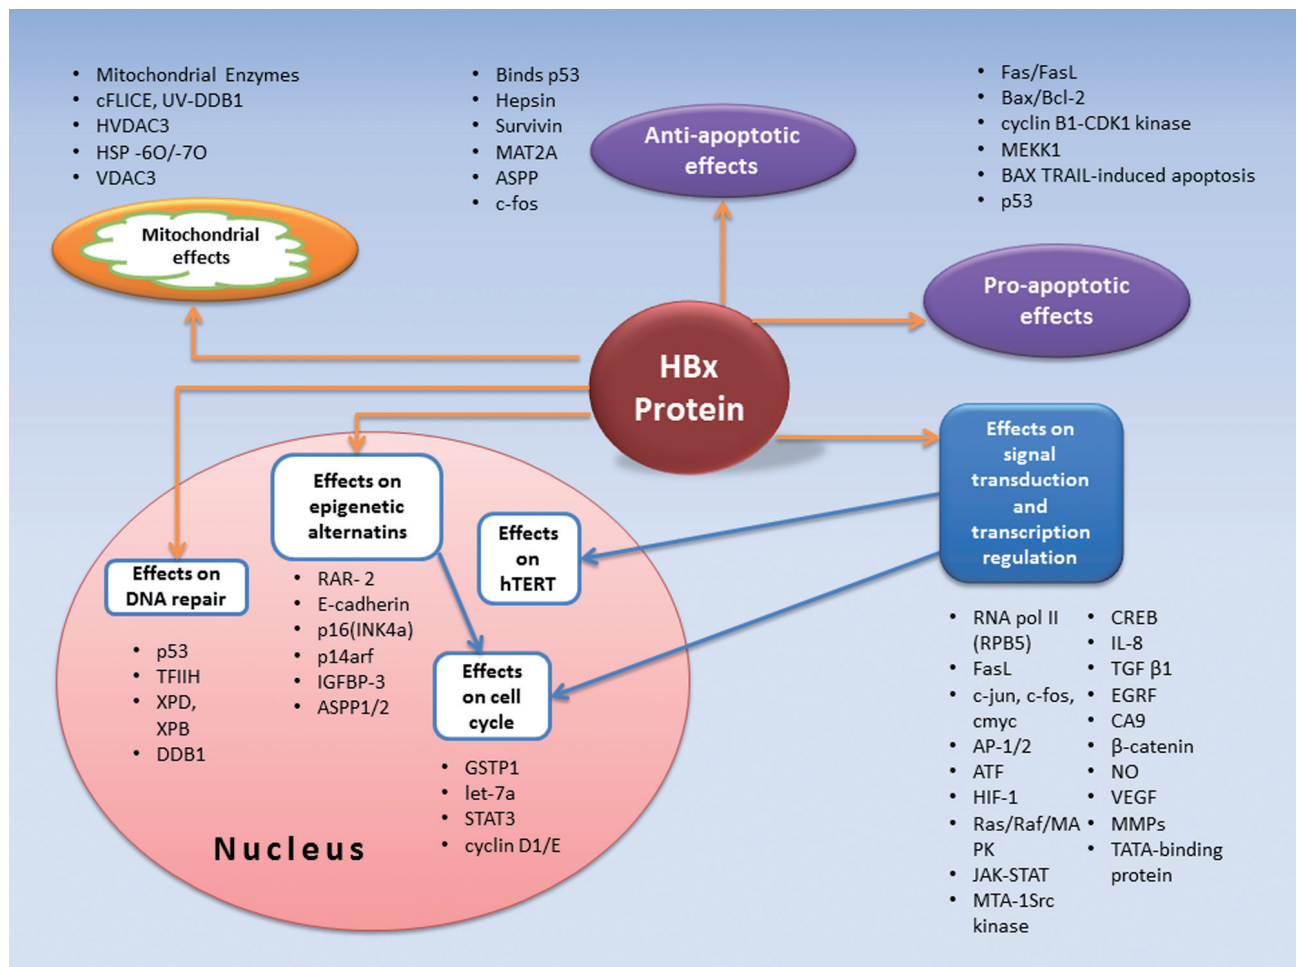 • Mitochondrial Enzymes
• cFLICE, UV-DDB1
• HVDAC3
• HSP -6O/-7O
• VDAC3
Mitochondrial
effects
• Binds p53
• Hepsin
• Survivin
• MAT2A
• ASPP
• c-fos
Anti-apoptotic
effects
• Fas/FasL
• Bax/Bcl-2
• cyclin B1-CDK1 kinase
• MEKK1
• BAX TRAIL-induced apoptosis
• p53
Pro-apoptotic
effects
HBx
Protein
Effects on
signal
transduction
and
transcription
regulation
Effects on
epigenetic
alternatins
Effects
on
hTERT
Effects on
DNA repair
• RAR- 2
• E-cadherin
• p16(INK4a)
• p14arf
• IGFBP-3
• ASPP1/2
• p53
• TFIIH
• XPD,
XPB
• DDB1
Effects
on cell
cycle
• GSTP1
• let-7a
• STAT3
• cyclin D1/E
Nucleus
• RNA pol II
(RPB5)
• FasL
• c-jun, c-fos,
cmyc
• AP-1/2
• ATF
• HIF-1
• Ras/Raf/MA
PK
• JAK-STAT
• MTA-1Src
kinase
• CREB
• IL-8
• TGF β1
• EGRF
• CA9
• β-catenin
• NO
• VEGF
• MMPs
• TATA-binding
protein